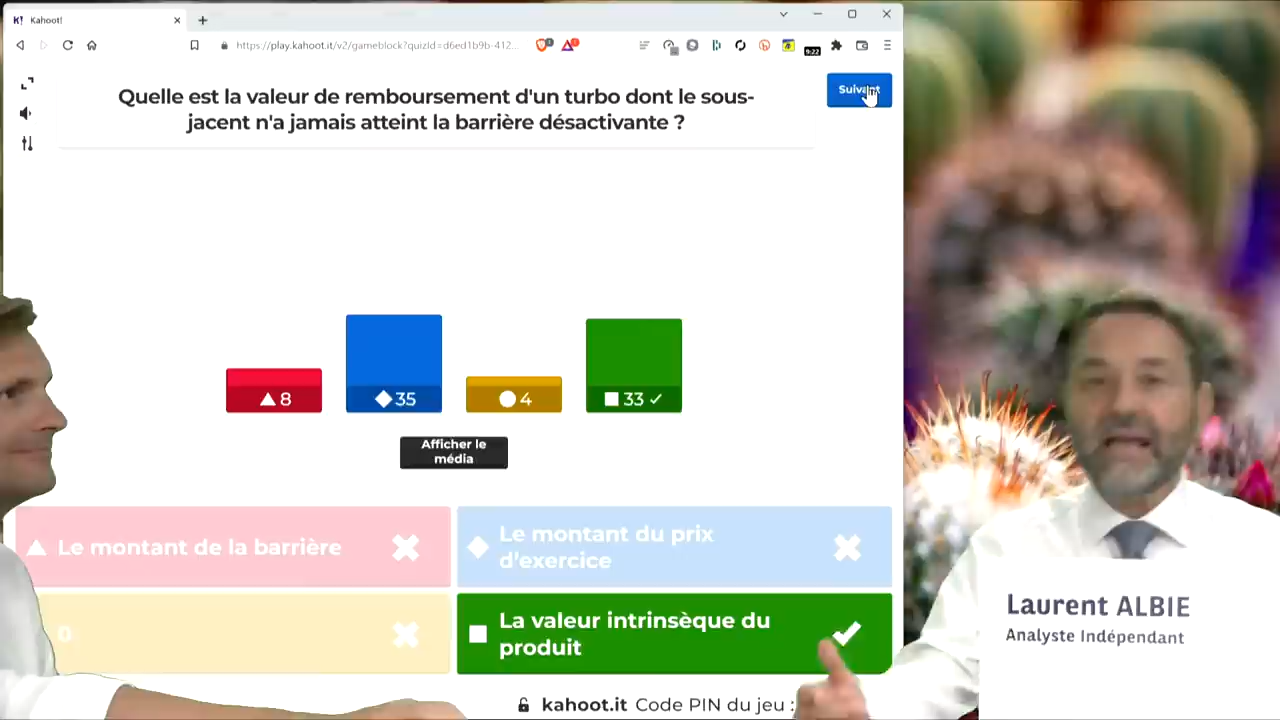 K! Kahoot!
https://play.kahoot.it/v2/gameblock?quizId=d6ed1b9b-412...
9:22
Quelle est la valeur de remboursement d'un turbo dont le sous-
jacent n'a jamais atteint la barrière désactivante ?
Suivant
8
35
4
33
Afficher le
média
Le montant de la barrière
Le montant du prix
d'exercice
0
La valeur intrinsèque du
produit
Laurent ALBIE
Analyste Indépendant
kahoot.it Code PIN du jeu :